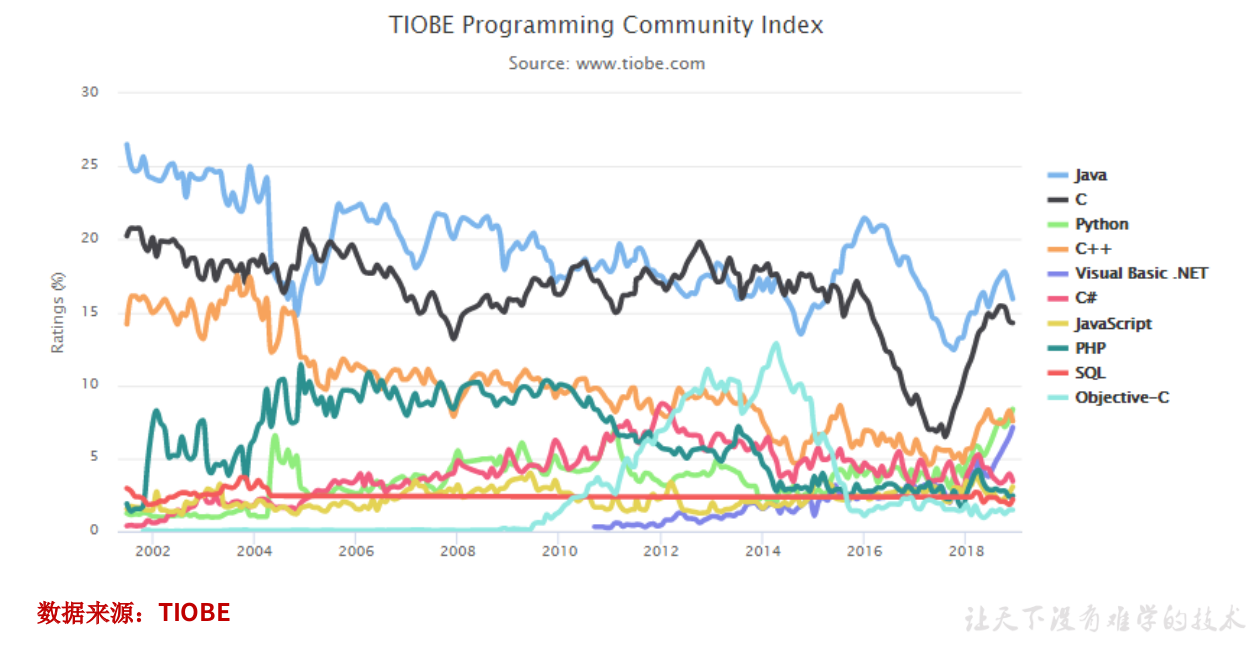 TIOBE Programming Community Index
Source: www.tiobe.com
Ratings (%)
30
25
20
15
10
5
0
2002 2004 2006 2008 2010 2012 2014 2016 2018
Java
C
Python
C++
Visual Basic .NET
C#
JavaScript
PHP
SQL
Objective-C
数据来源：TIOBE
让天下没有难学的技术